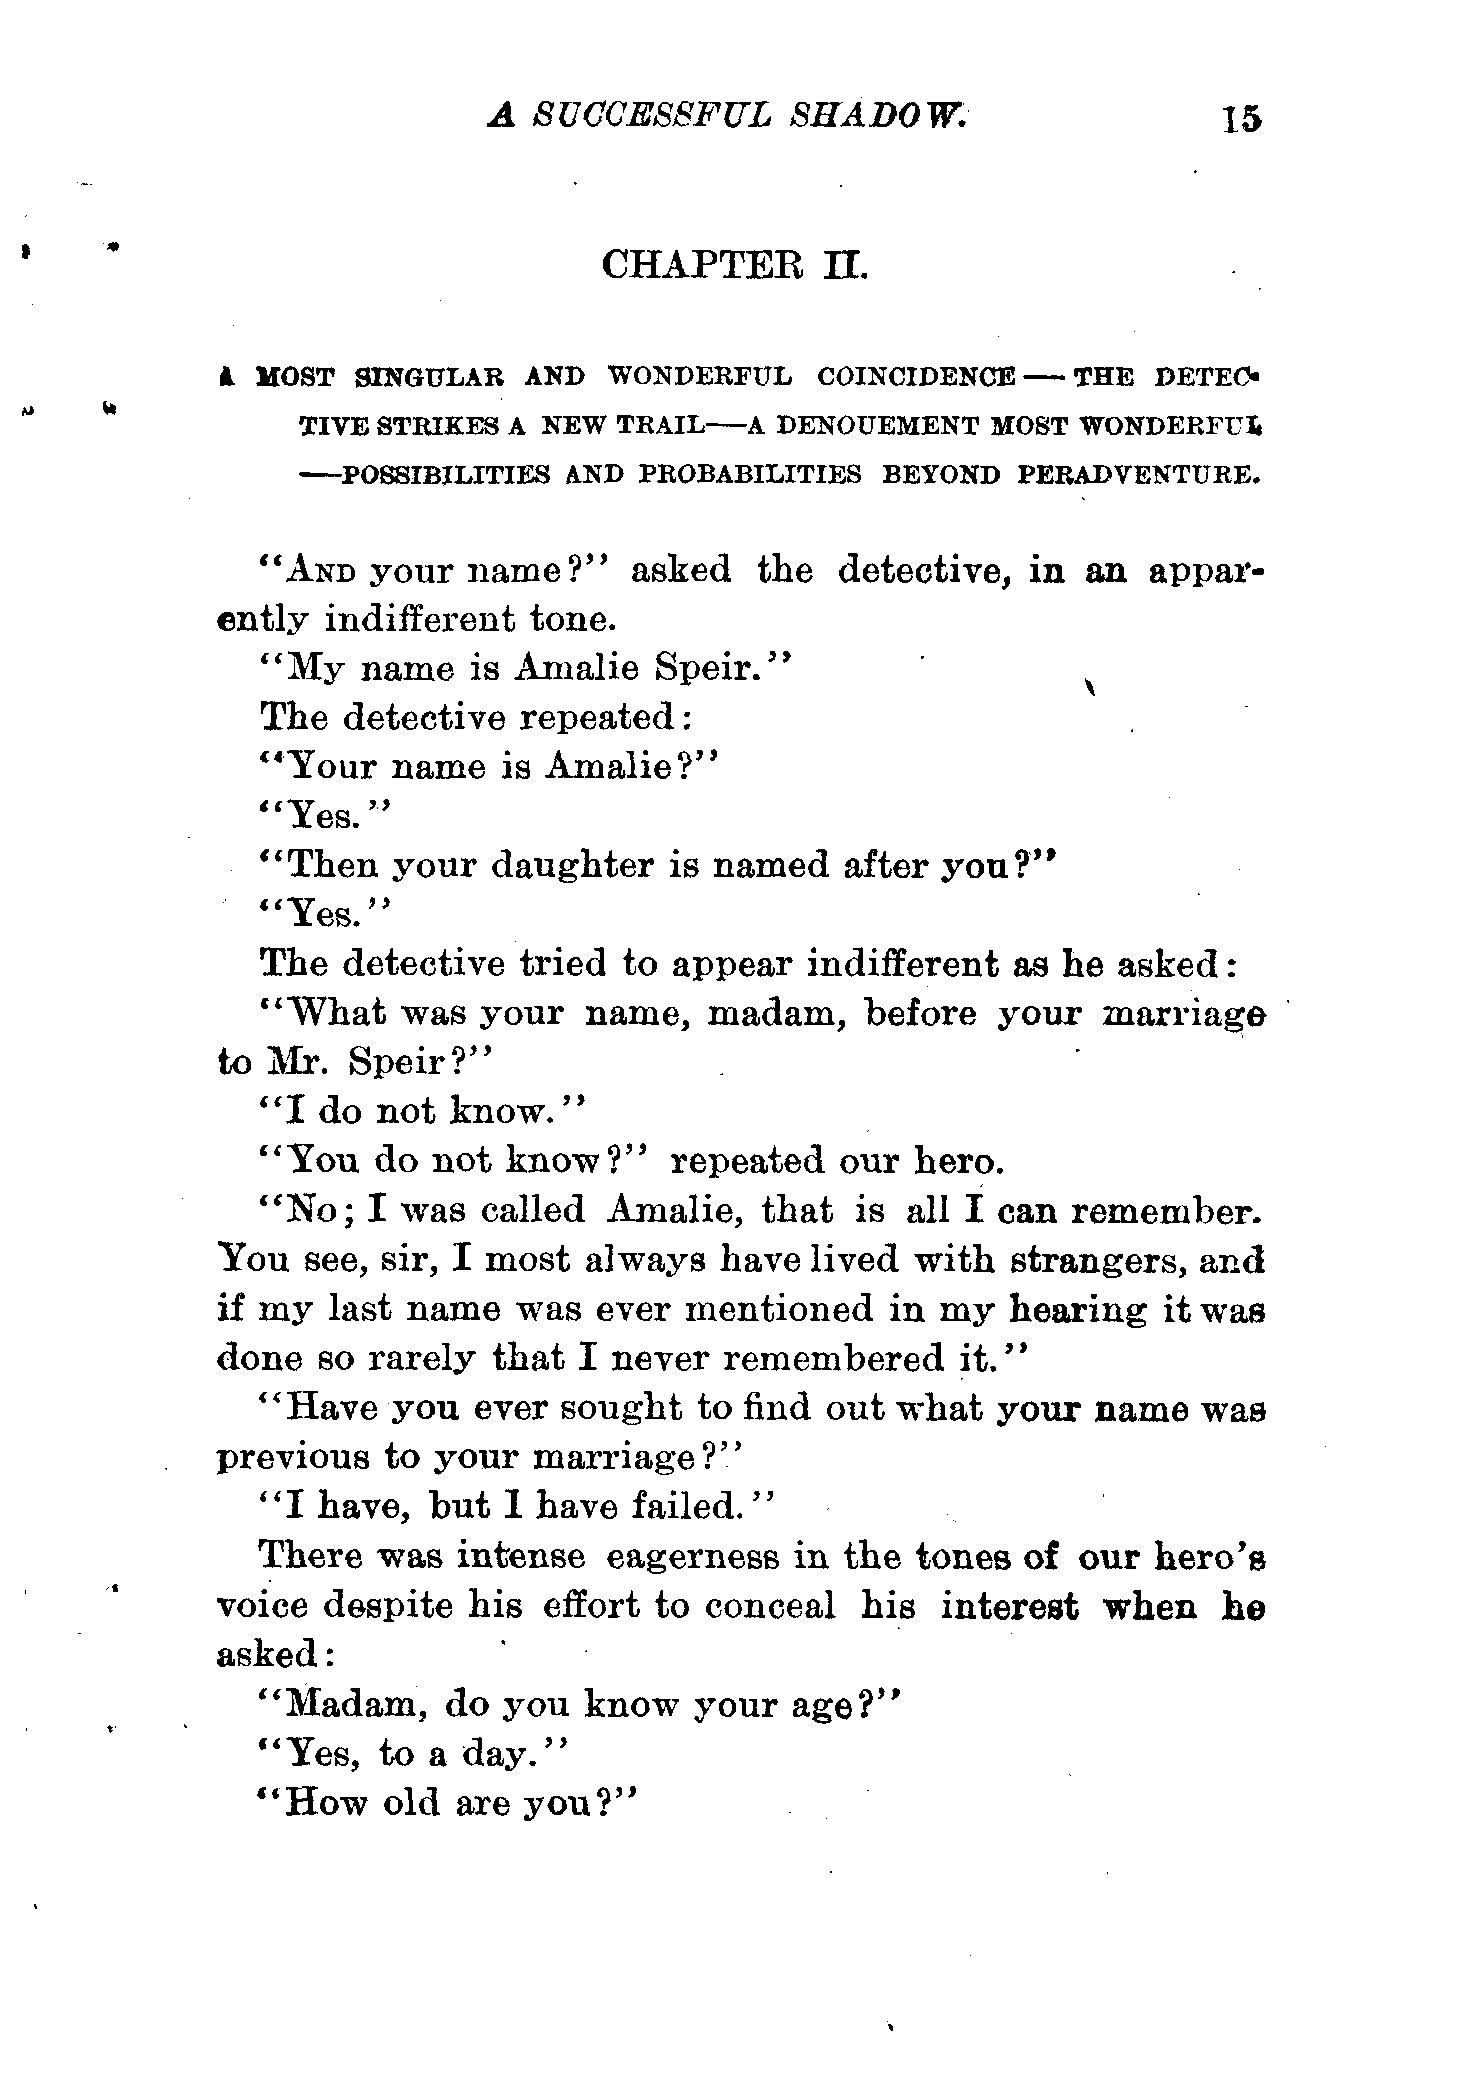 A SUCCESSFUL SHADOW. 15
CHAPTER II.
A MOST SINGULAR AND WONDERFUL COINCIDENCE — THE DETEC-
TIVE STRIKES A NEW TRAIL—A DENOUEMENT MOST WONDERFUL
—POSSIBILITIES AND PROBABILITIES BEYOND PERADVENTURE.
"AND your name?" asked the detective, in an appar-
ently indifferent tone.
"My name is Amalie Speir."
The detective repeated:
"Your name is Amalie?"
"Yes."
"Then your daughter is named after you?"
"Yes."
The detective tried to appear indifferent as he asked:
"What was your name, madam, before your marriage
to Mr. Speir?"
"I do not know."
"You do not know?" repeated our hero.
"No; I was called Amalie, that is all I can remember.
You see, sir, I most always have lived with strangers, and
if my last name was ever mentioned in my hearing it was
done so rarely that I never remembered it."
"Have you ever sought to find out what your name was
previous to your marriage?"
"I have, but I have failed."
There was intense eagerness in the tones of our hero's
voice despite his effort to conceal his interest when he
asked:
"Madam, do you know your age?"
"Yes, to a day."
"How old are you?"